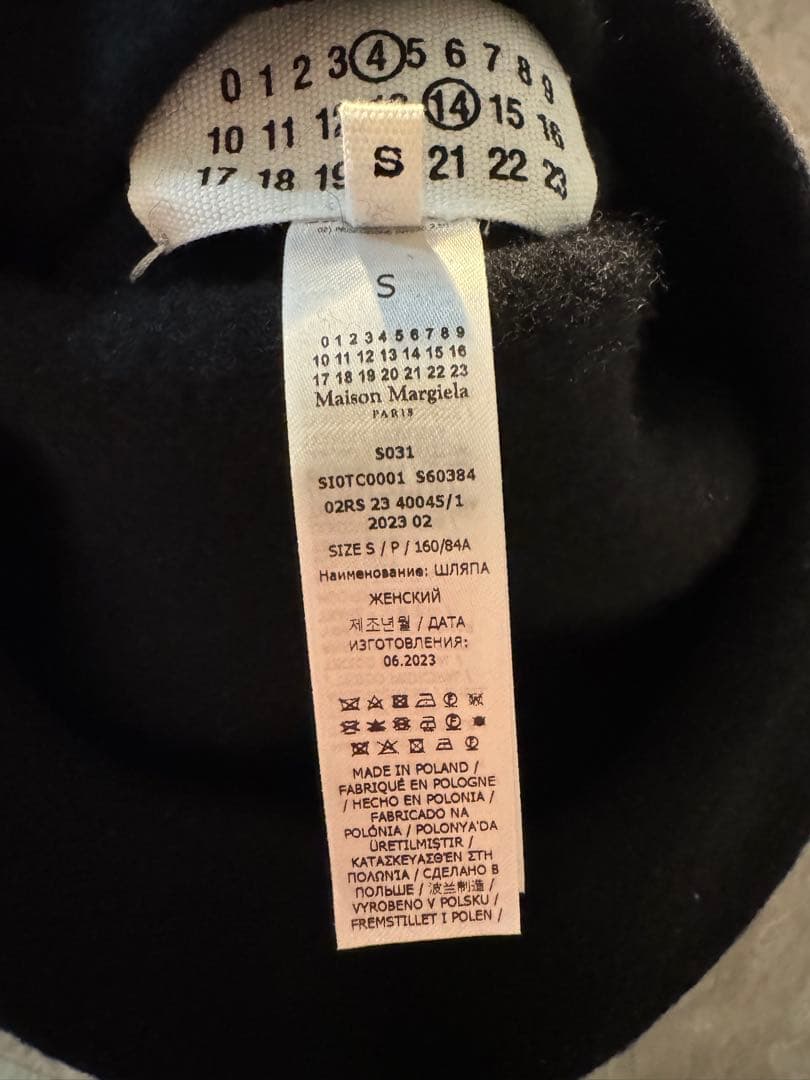 0 1 2 3 4 5 6 7 8 9
10 11 14 15 16
17 18 19 21 22 23
S
S
0 1 2 3 4 5 6 7 8 9
10 11 12 13 14 15 16
17 18 19 20 21 22 23
Maison Margiela
PARIS
S031
SI0TC0001 S60384
02RS 23 40045/1
2023 02
SIZE S / P / 160/84A
Наименование: ШЛЯПА
ЖЕНСКИЙ
제조년월 / ДАТА
ИЗГОТОВЛЕНИЯ:
06.2023
MADE IN POLAND /
FABRIQUÉ EN POLOGNE
/ HECHO EN POLONIA /
FABRICADO NA
POLÓNIA / POLONYA'DA
ÜRETILMIŞTIR /
ΚΑΤΑΣΚΕΥΑΣΘΈΝ ΣΤΗ
ΠΟΛΩΝΊΑ / СДЕЛАНО В
ПОЛЬШЕ / 波兰制造 /
VYROBENO V POLSKU /
FREMSTILLET I POLEN /